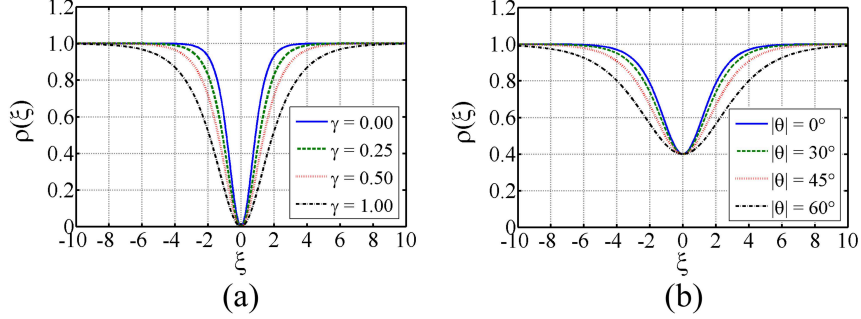 1.2
1.0
0.8
0.6
0.4
0.2
0
ρ(ξ)
γ = 0.00
γ = 0.25
γ = 0.50
γ = 1.00
-10 -8 -6 -4 -2 0 2 4 6 8 10
ξ
(a)
1.2
1.0
0.8
0.6
0.4
0.2
0
ρ(ξ)
|θ| = 0°
|θ| = 30°
|θ| = 45°
|θ| = 60°
-10 -8 -6 -4 -2 0 2 4 6 8 10
ξ
(b)